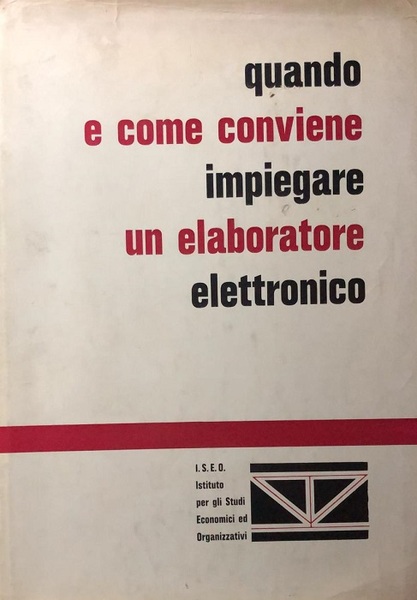 quando
e come conviene
impiegare
un elaboratore
elettronico
I. S. E. O.
Istituto
per gli Studi
Economici ed
Organizzativi